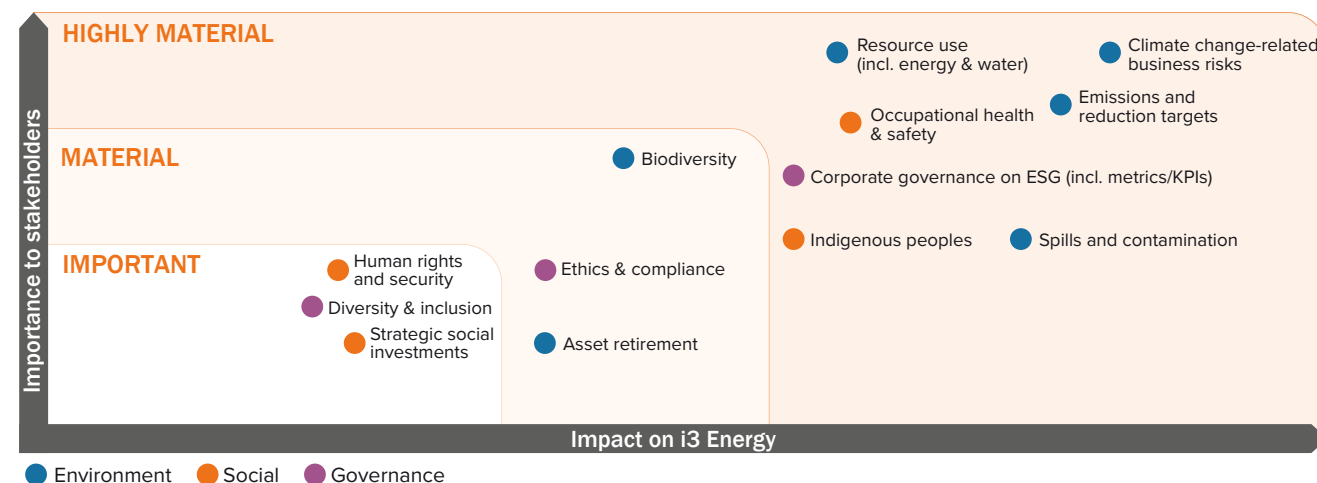 HIGHLY MATERIAL
Resource use
(incl. energy & water)
Climate change-related
business risks
Emissions and
reduction targets
Occupational health
& safety
MATERIAL
Biodiversity
Corporate governance on ESG (incl. metrics/KPIs)
Indigenous peoples
Spills and contamination
IMPORTANT
Human rights
and security
Ethics & compliance
Diversity & inclusion
Strategic social
investments
Asset retirement
Importance to stakeholders
Impact on i3 Energy
Environment
Social
Governance